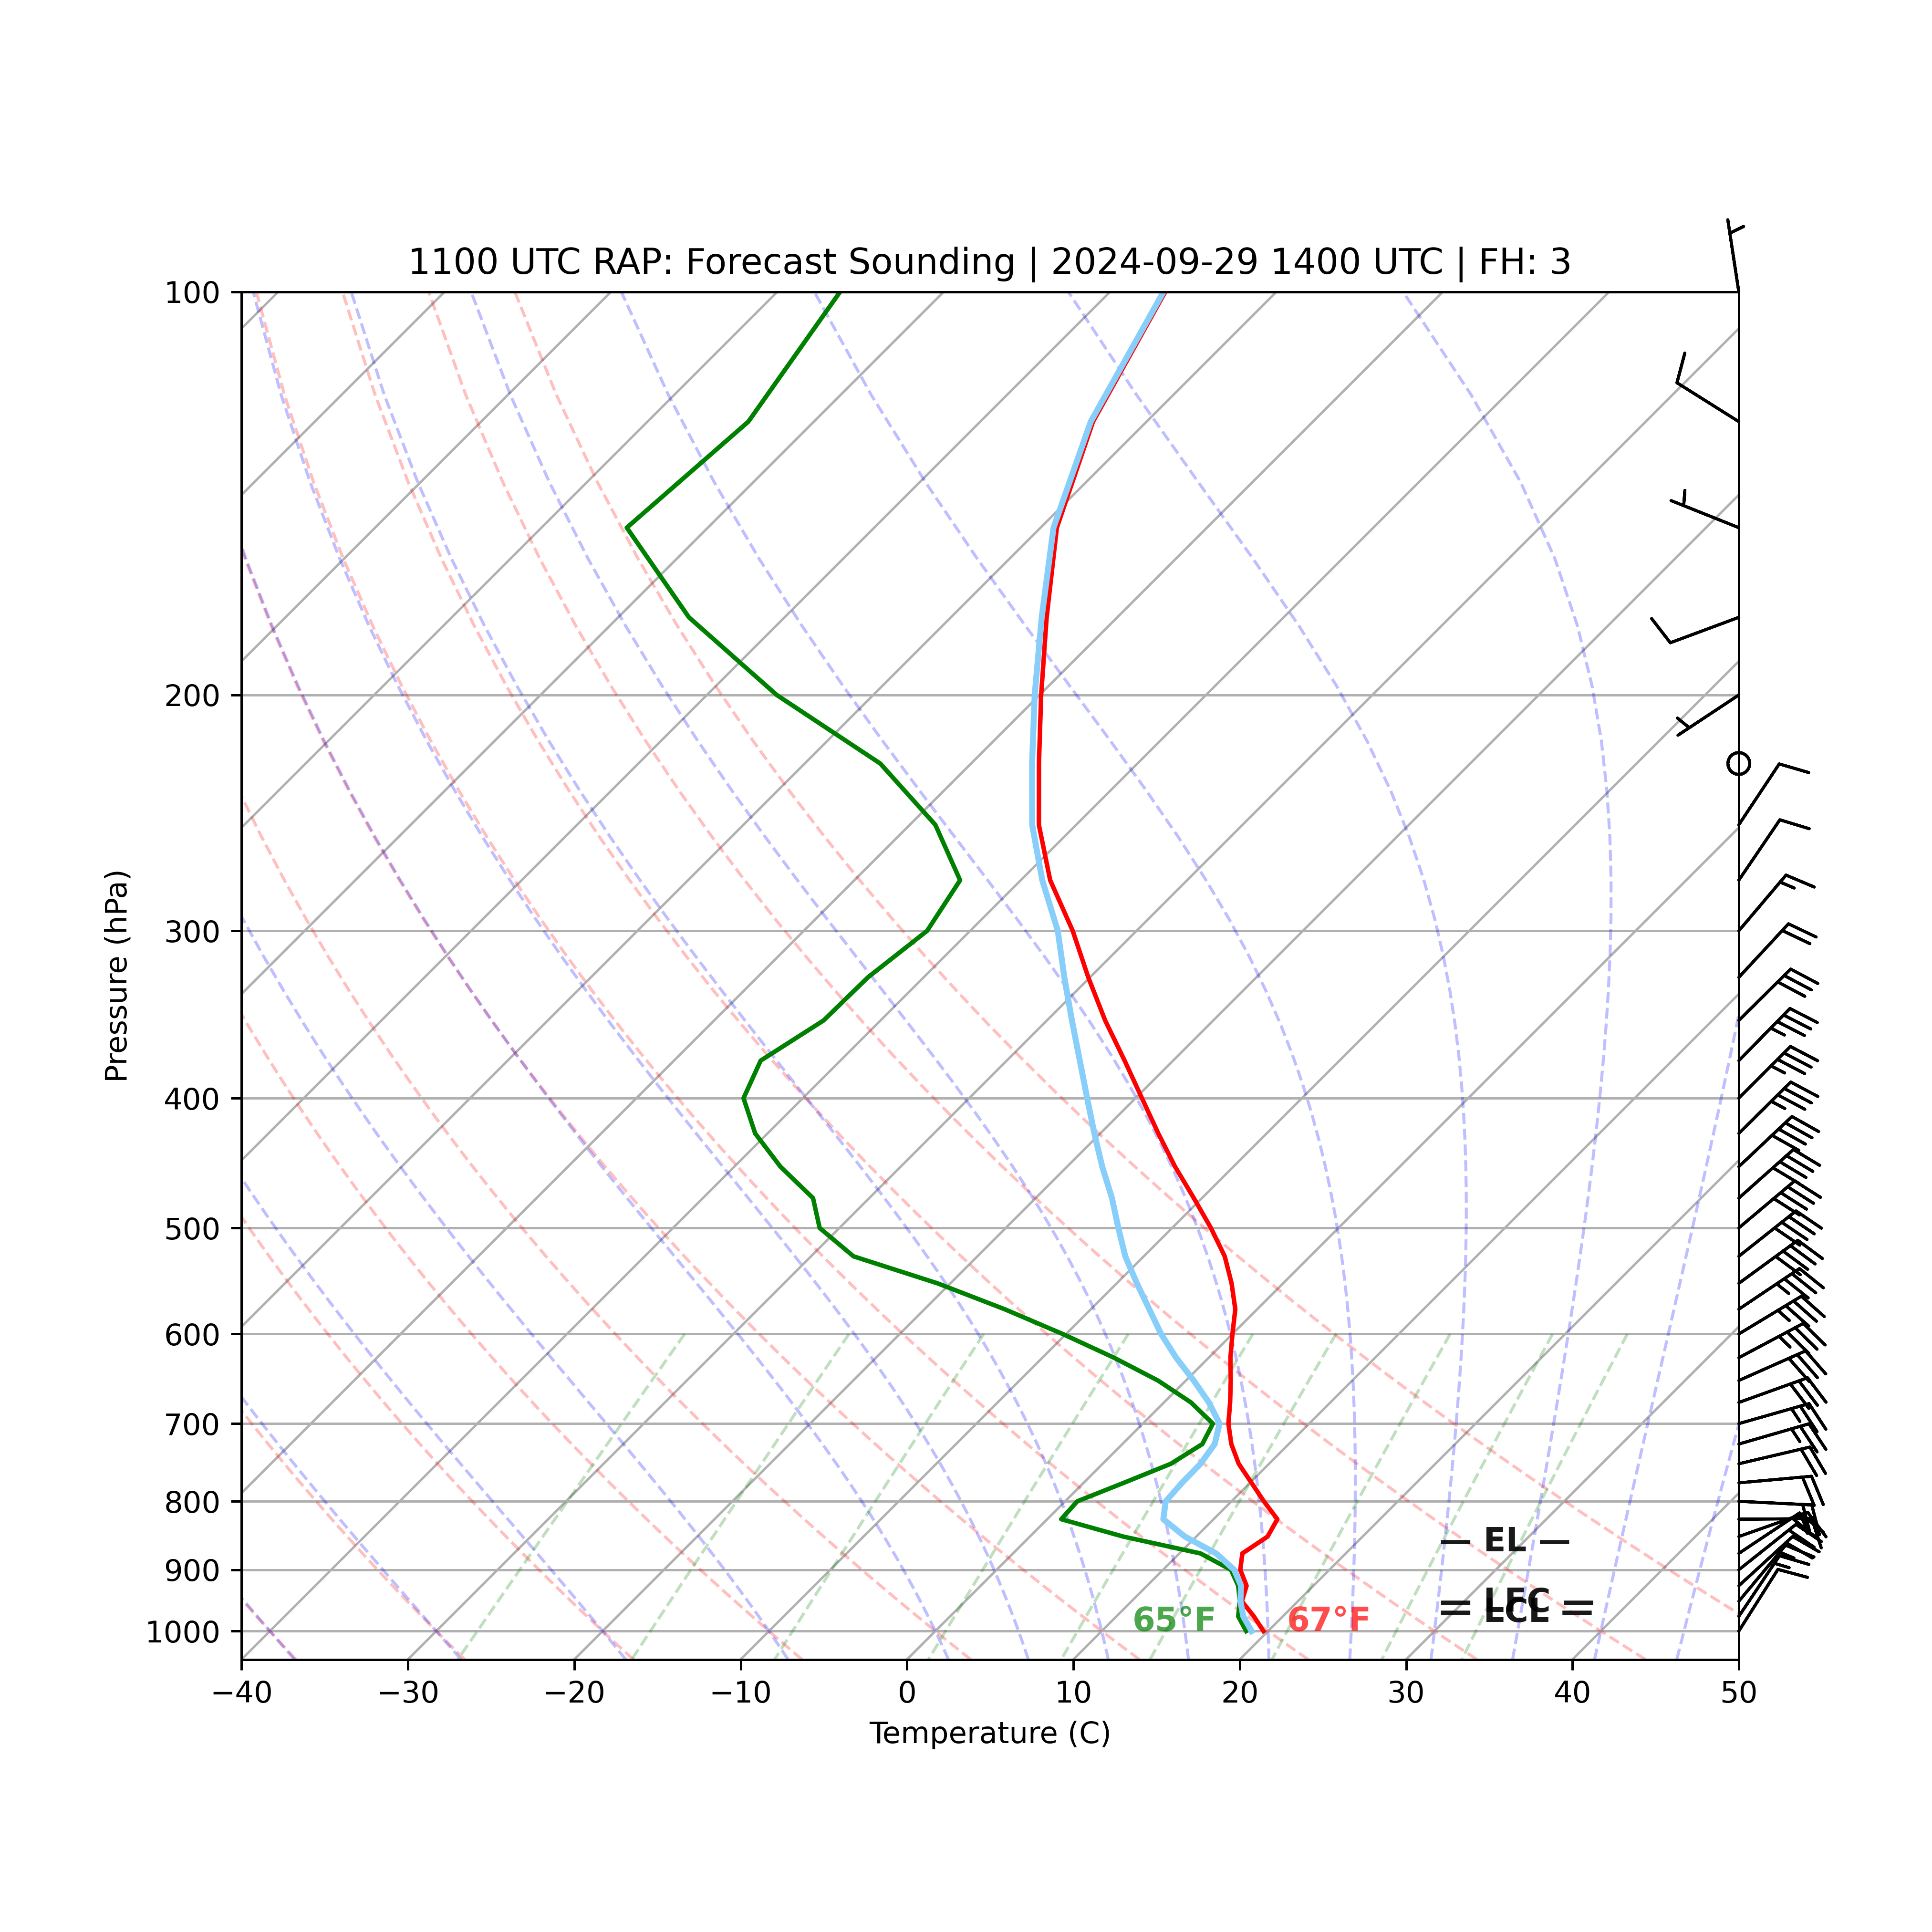 1100 UTC RAP: Forecast Sounding | 2024-09-29 1400 UTC | FH: 3
100
200
300
400
500
600
700
800
900
1000
Pressure (hPa)
— EL —
— LFC —
— LCL —
65°F 67°F
−40 −30 −20 −10 0 10 20 30 40 50
Temperature (C)